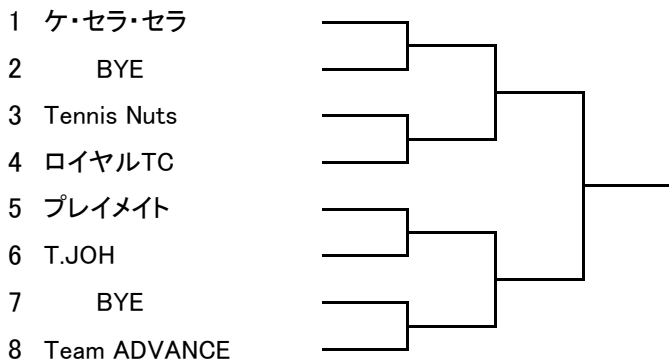 1 ケ・セラ・セラ
2 BYE
3 Tennis Nuts
4 ロイヤルTC
5 プレイメイト
6 T.JOH
7 BYE
8 Team ADVANCE